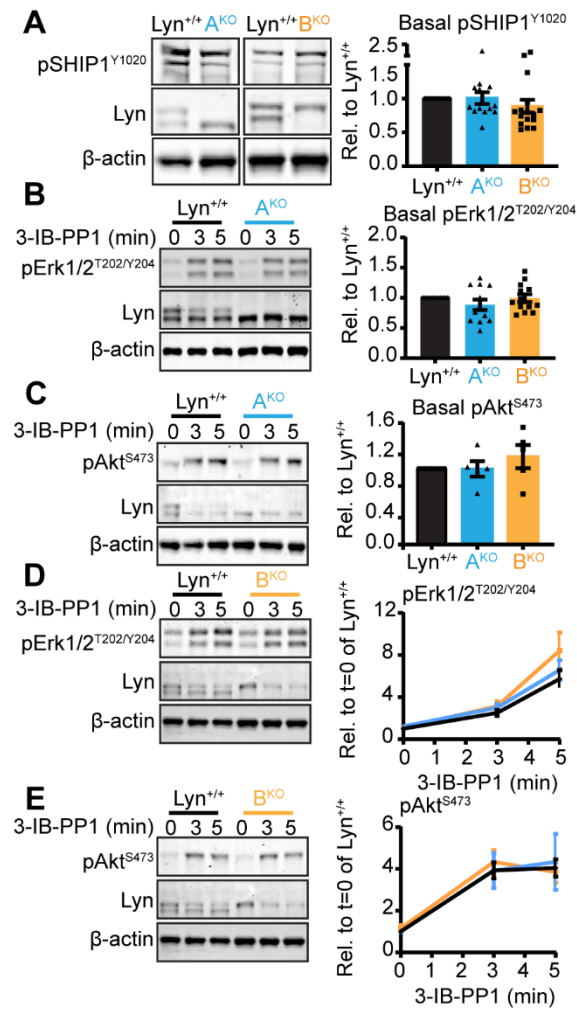 A
Lyn+/+ AKO Lyn+/+ BKO
pSHIP1Y1020
Lyn
β-actin
Basal pSHIP1Y1020
Rel. to Lyn+/+
2.5
2.0
1.0
0.5
0
Lyn+/+ AKO BKO
B
Lyn+/+ AKO
3-IB-PP1 (min) 0 3 5 0 3 5
pErk1/2T202/Y204
Lyn
β-actin
Basal pErk1/2T202/Y204
Rel. to Lyn+/+
2.0
1.5
1.0
0.5
0
Lyn+/+ AKO BKO
C
Lyn+/+ AKO
3-IB-PP1 (min) 0 3 5 0 3 5
pAktS473
Lyn
β-actin
Basal pAktS473
Rel. to Lyn+/+
1.6
1.2
0.8
0.4
0
Lyn+/+ AKO BKO
D
Lyn+/+ BKO
3-IB-PP1 (min) 0 3 5 0 3 5
pErk1/2T202/Y204
Lyn
β-actin
pErk1/2T202/Y204
Rel. to t=0 of Lyn+/+
12
8
4
0
0 1 2 3 4 5
3-IB-PP1 (min)
E
Lyn+/+ BKO
3-IB-PP1 (min) 0 3 5 0 3 5
pAktS473
Lyn
β-actin
pAktS473
Rel. to t=0 of Lyn+/+
6
4
2
0
0 1 2 3 4 5
3-IB-PP1 (min)